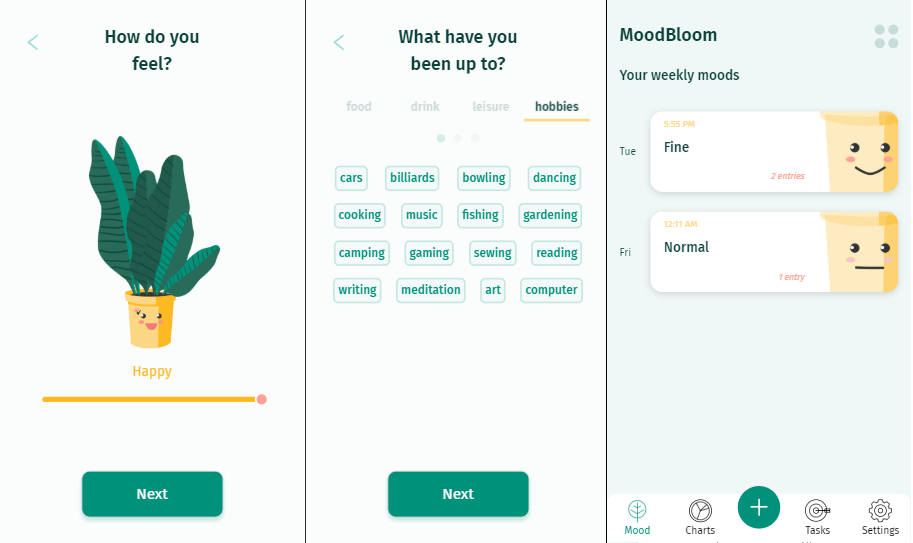 How do you
feel?
Happy
Next
What have you
been up to?
food drink leisure hobbies
cars billiards bowling dancing
cooking music fishing gardening
camping gaming sewing reading
writing meditation art computer
Next
MoodBloom
Your weekly moods
Tue
5:55 PM
Fine
2 entries
Fri
12:11 AM
Normal
1 entry
Mood Charts Tasks Settings